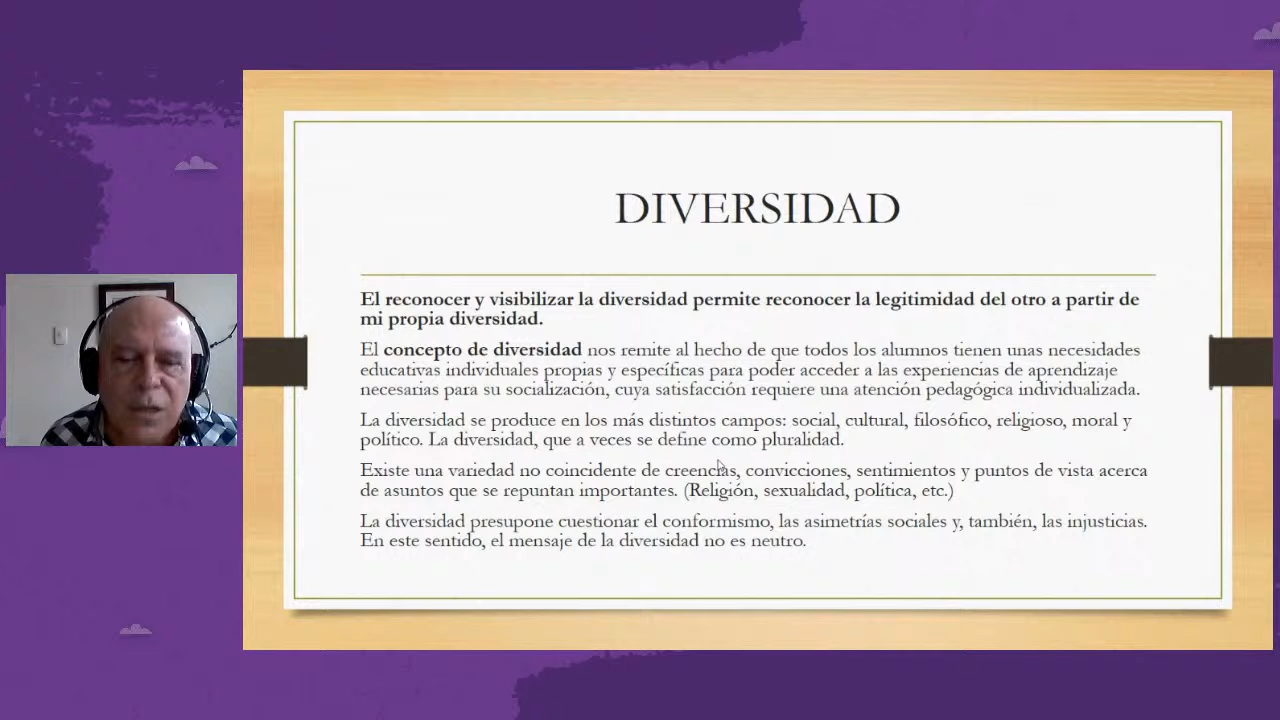 DIVERSIDAD
El reconocer y visibilizar la diversidad permite reconocer la legitimidad del otro a partir de
mi propia diversidad.
El concepto de diversidad nos remite al hecho de que todos los alumnos tienen unas necesidades
educativas individuales propias y específicas para poder acceder a las experiencias de aprendizaje
necesarias para su socialización, cuya satisfacción requiere una atención pedagógica individualizada.
La diversidad se produce en los más distintos campos: social, cultural, filosófico, religioso, moral y
político. La diversidad, que a veces se define como pluralidad.
Existe una variedad no coincidente de creencias, convicciones, sentimientos y puntos de vista acerca
de asuntos que se repuntan importantes. (Religión, sexualidad, política, etc.)
La diversidad presupone cuestionar el conformismo, las asimetrías sociales y, también, las injusticias.
En este sentido, el mensaje de la diversidad no es neutro.